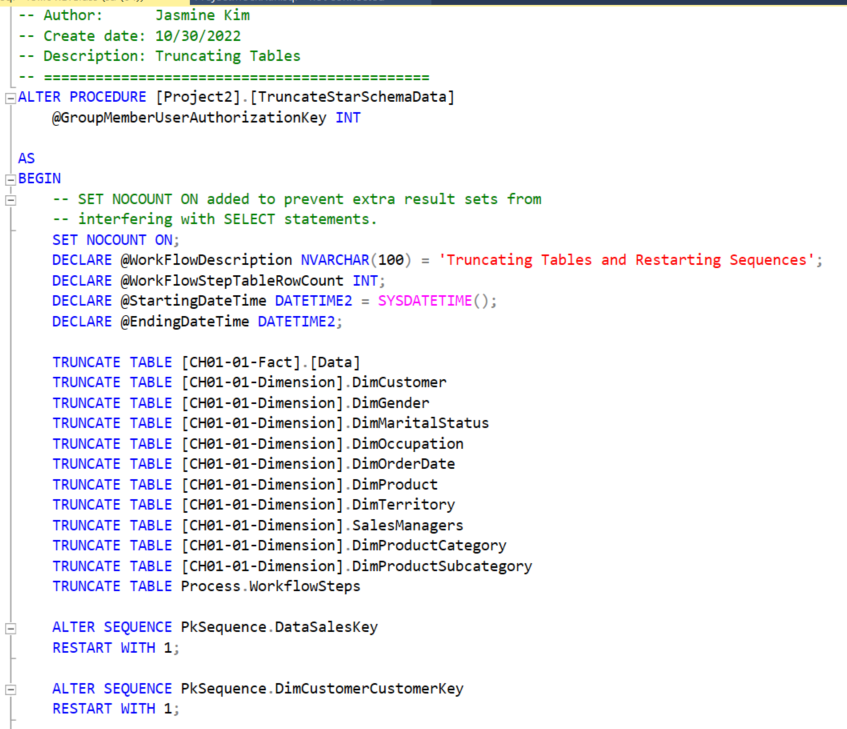 -- Author:      Jasmine Kim
-- Create date: 10/30/2022
-- Description: Truncating Tables
-- =============================================
ALTER PROCEDURE [Project2].[TruncateStarSchemaData]
    @GroupMemberUserAuthorizationKey INT

AS
BEGIN
    -- SET NOCOUNT ON added to prevent extra result sets from
    -- interfering with SELECT statements.
    SET NOCOUNT ON;
    DECLARE @WorkFlowDescription NVARCHAR(100) = 'Truncating Tables and Restarting Sequences';
    DECLARE @WorkFlowStepTableRowCount INT;
    DECLARE @StartingDateTime DATETIME2 = SYSDATETIME();
    DECLARE @EndingDateTime DATETIME2;

    TRUNCATE TABLE [CH01-01-Fact].[Data]
    TRUNCATE TABLE [CH01-01-Dimension].DimCustomer
    TRUNCATE TABLE [CH01-01-Dimension].DimGender
    TRUNCATE TABLE [CH01-01-Dimension].DimMaritalStatus
    TRUNCATE TABLE [CH01-01-Dimension].DimOccupation
    TRUNCATE TABLE [CH01-01-Dimension].DimOrderDate
    TRUNCATE TABLE [CH01-01-Dimension].DimProduct
    TRUNCATE TABLE [CH01-01-Dimension].DimTerritory
    TRUNCATE TABLE [CH01-01-Dimension].SalesManagers
    TRUNCATE TABLE [CH01-01-Dimension].DimProductCategory
    TRUNCATE TABLE [CH01-01-Dimension].DimProductSubcategory
    TRUNCATE TABLE Process.WorkflowSteps

    ALTER SEQUENCE PkSequence.DataSalesKey
    RESTART WITH 1;

    ALTER SEQUENCE PkSequence.DimCustomerCustomerKey
    RESTART WITH 1;